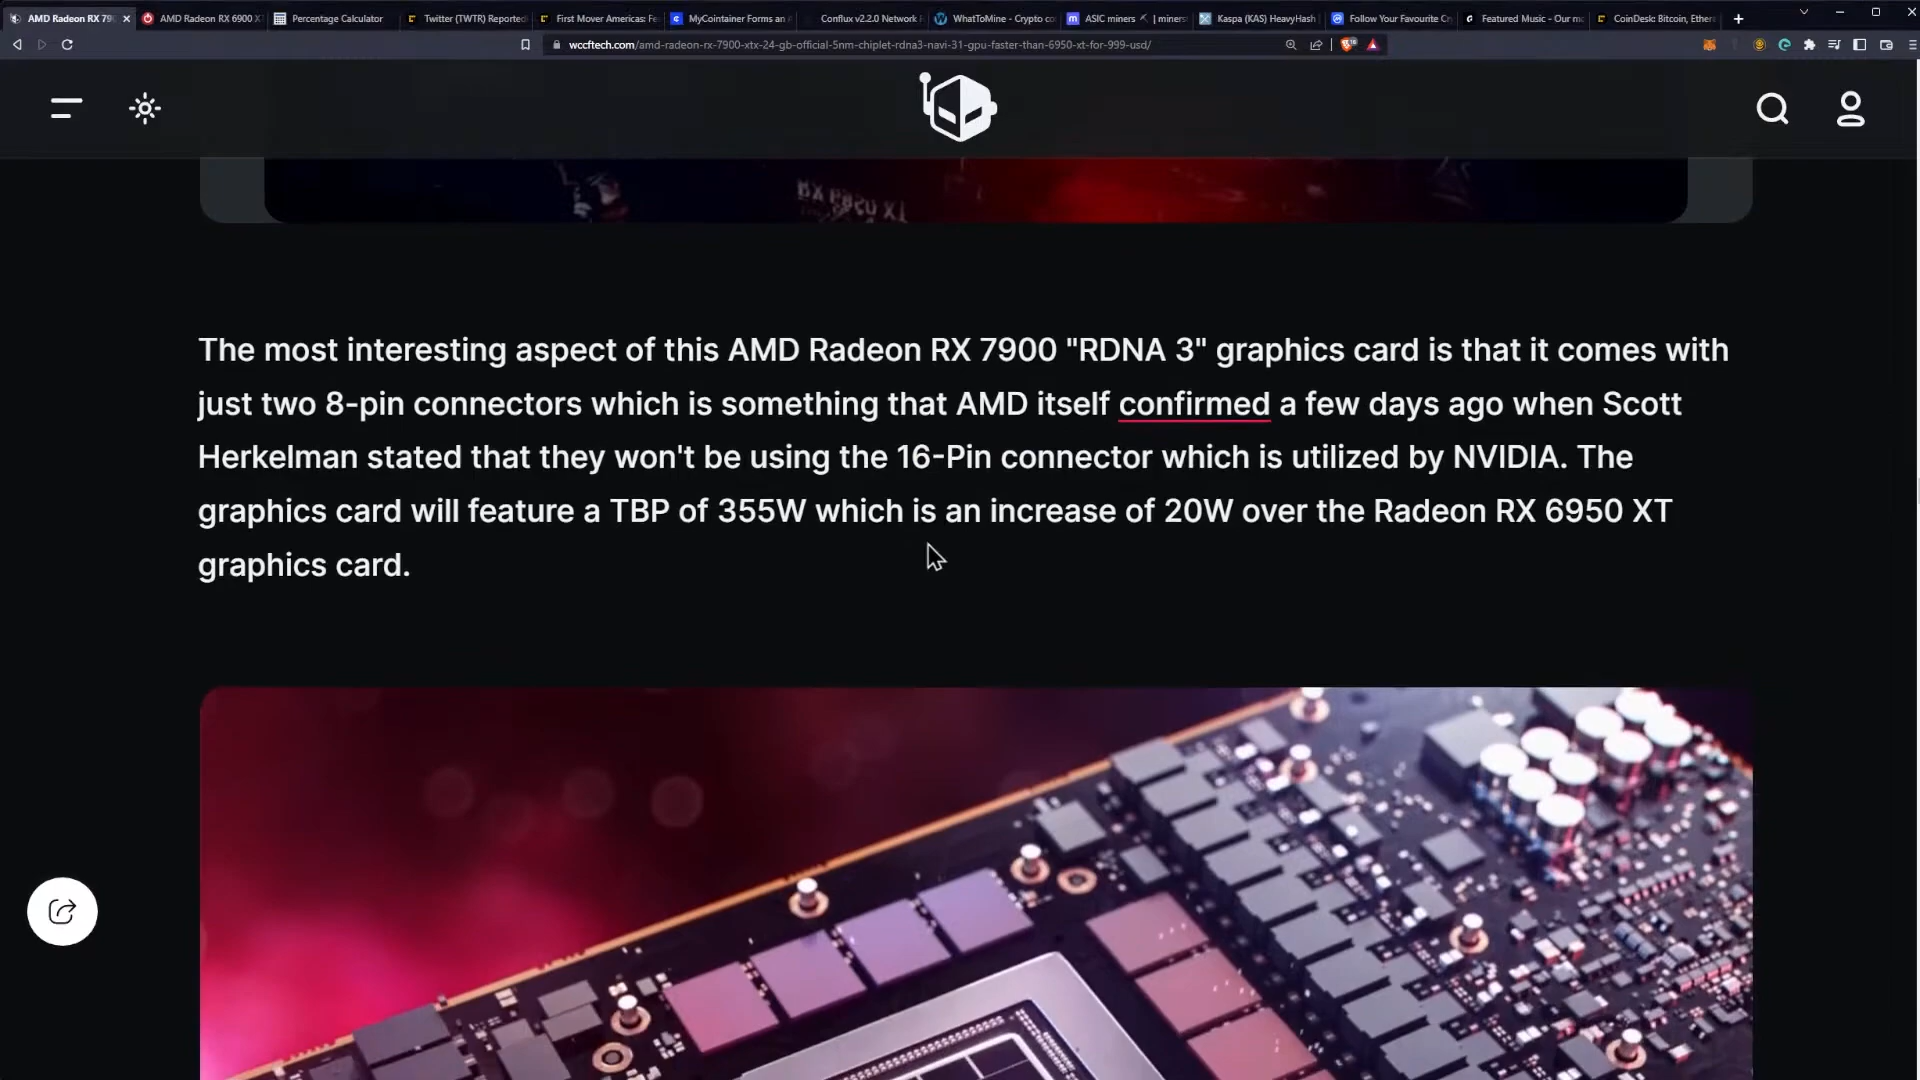 AMD Radeon RX 79
AMD Radeon RX 6900 X
Percentage Calculator
Twitter (TWTR) Reported
First Mover Americas: Fe
MyCointainer Forms an
Conflux v2.2.0 Network
WhatToMine - Crypto co
ASIC miners ⛏ | miners
Kaspa (KAS) HeavyHash
Follow Your Favourite Cr
Featured Music - Our m
CoinDesk: Bitcoin, Ether
wccftech.com/amd-radeon-rx-7900-xtx-24-gb-official-5nm-chiplet-rdna3-navi-31-gpu-faster-than-6950-xt-for-999-usd/
The most interesting aspect of this AMD Radeon RX 7900 "RDNA 3" graphics card is that it comes with
just two 8-pin connectors which is something that AMD itself confirmed a few days ago when Scott
Herkelman stated that they won't be using the 16-Pin connector which is utilized by NVIDIA. The
graphics card will feature a TBP of 355W which is an increase of 20W over the Radeon RX 6950 XT
graphics card.